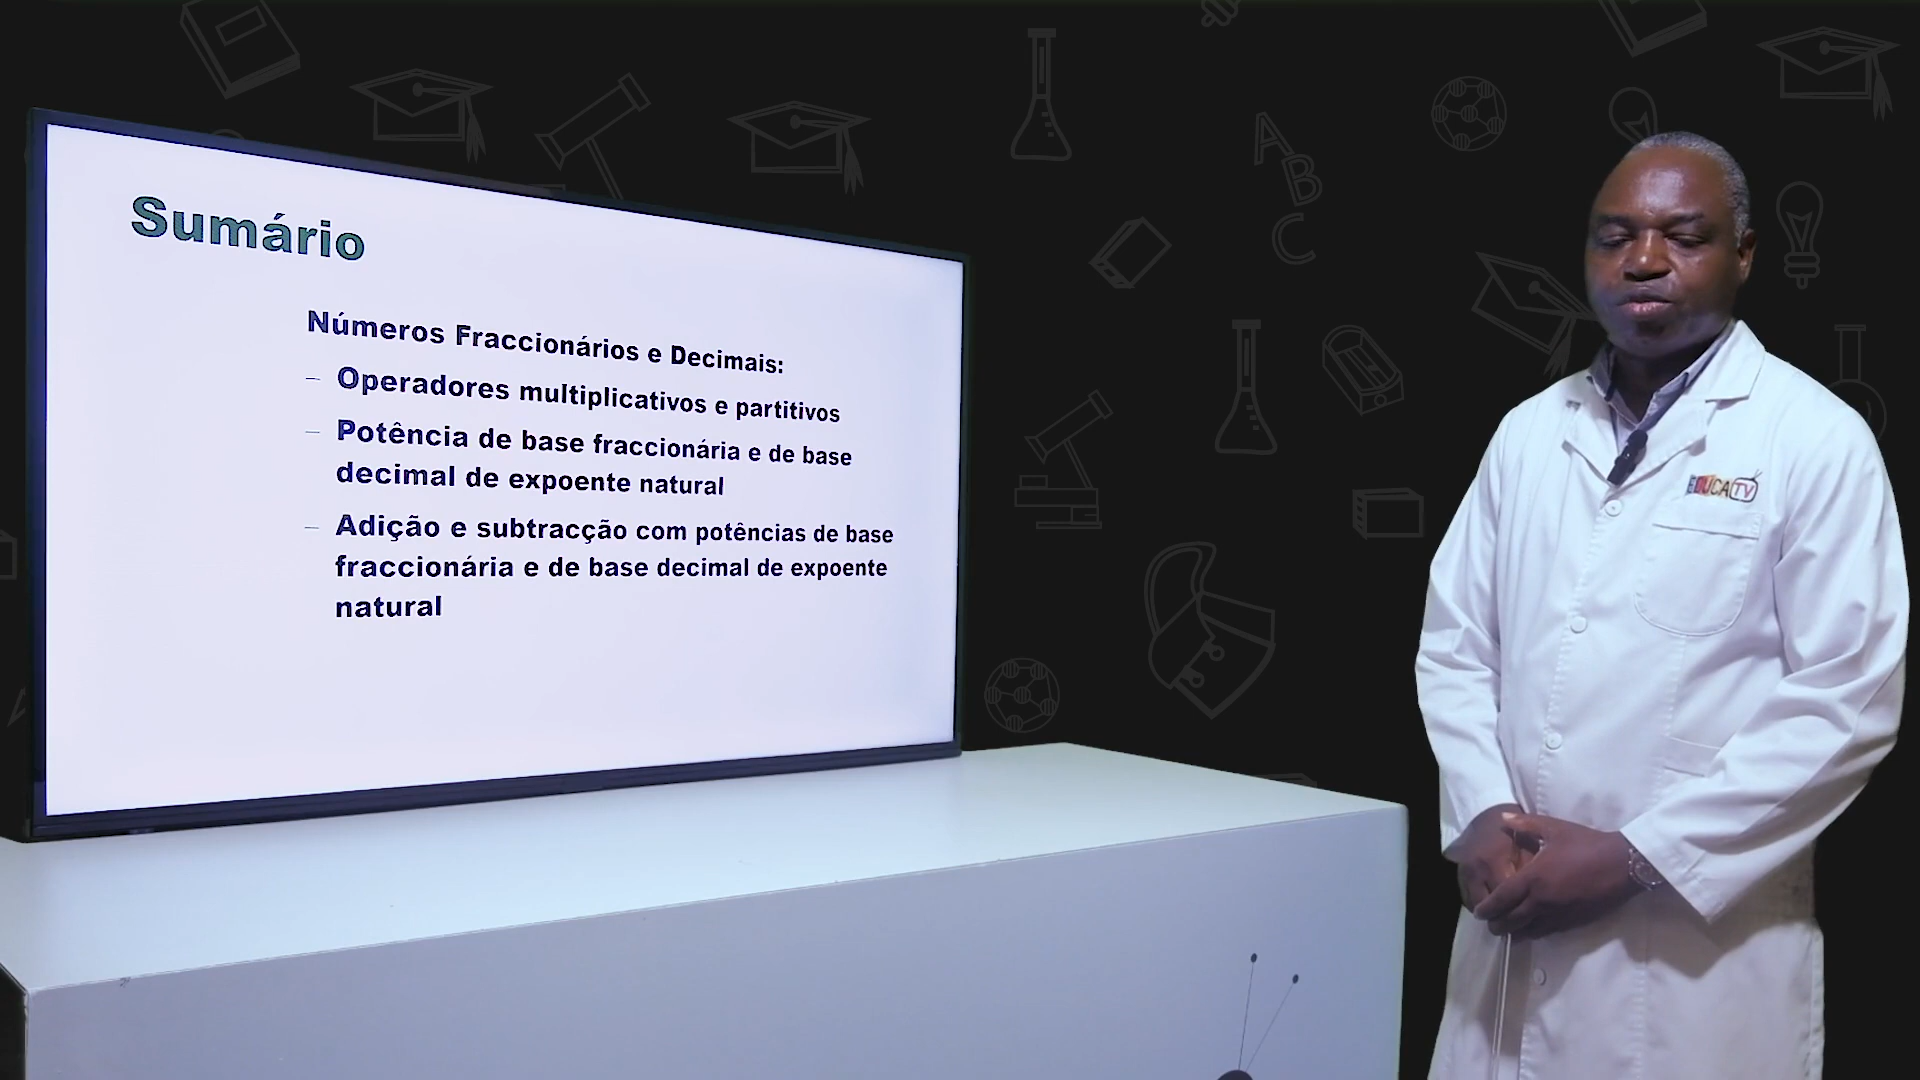 Sumário
Números Fraccionários e Decimais:
– Operadores multiplicativos e partitivos
– Potência de base fraccionária e de base
decimal de expoente natural
– Adição e subtracção com potências de base
fraccionária e de base decimal de expoente
natural
A
B
C
EDUCATV